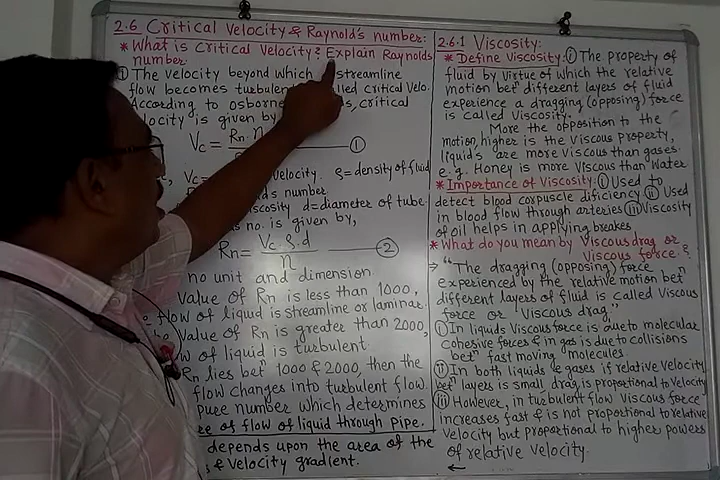 2.6 Critical Velocity & Raynold's number:
* What is Critical Velocity? Explain Raynolds
number
① The velocity beyond which streamline
flow becomes turbulent called Critical Velo.
According to osborne critical
velocity is given by
Vc = Rn. η ①
Vc = velocity. ρ = density of fluid
number
viscosity d = diameter of tube
no. is given by,
Rn = Vc. ρ. d / η ②
no unit and dimension.
Value of Rn is less than 1000,
flow of liquid is streamline or laminar.
Value of Rn is greater than 2000,
of liquid is turbulent.
Rn lies betn 1000 & 2000, then the
flow changes into turbulent flow.
pure number which determines
of flow of liquid through pipe.
depends upon the area of the
& velocity gradient.
2.6.1 Viscosity:
* Define Viscosity: ① The property of
fluid by virtue of which the relative
motion betn different layers of fluid
experience a dragging (opposing) force
is called Viscosity.
More the opposition to the
motion, higher is the Viscous property,
liquid's are more viscous than gases.
e.g. Honey is more Viscous than water
* Importance of Viscosity: ① Used to
detect blood corpuscle dificiency ⅱ Used
in blood flow through arteries ⅲ Viscosity
of oil helps in applying breakes
* What do you mean by Viscous drag or
Viscous force?
⇒ "The dragging (opposing) force
experienced by the relative motion betn
different layers of fluid is called Viscous
force or Viscous drag,"
ⅰ In liquids Viscous force is due to molecular
cohesive forces & in gas is due to collisions
betn fast moving molecules.
ⅱ In both liquids & gases if relative velocity
betn layers is small drag is proportional to velocity
ⅲ However, in turbulent flow Viscous force
increases fast & is not proportional to relative
Velocity but proportional to higher powers
of relative velocity.